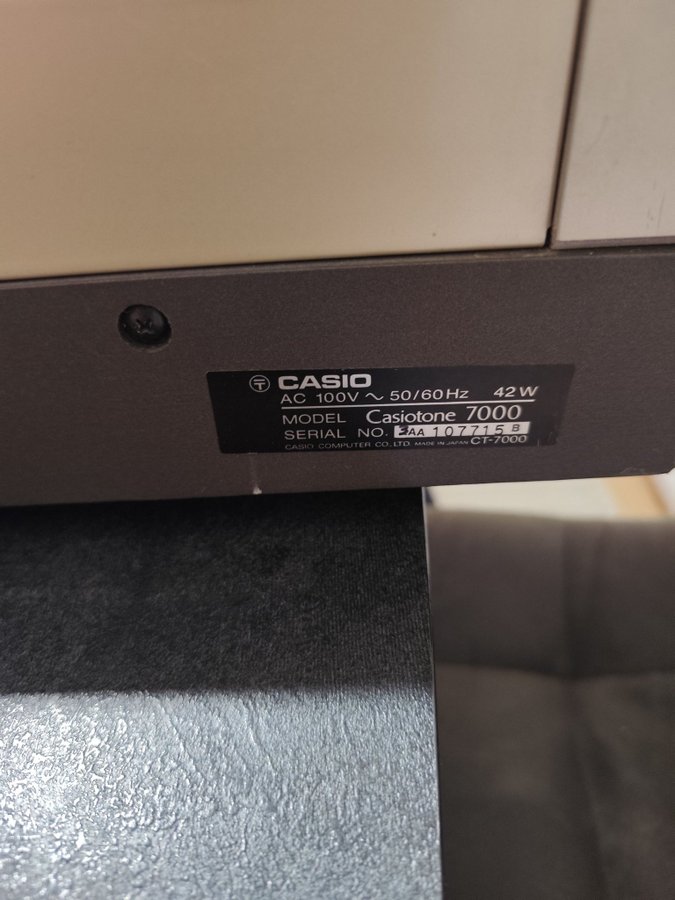 〒 CASIO
AC 100V ~ 50/60Hz 42W
MODEL Casiotone 7000
SERIAL NO. 3AA 107715 B
CASIO COMPUTER CO., LTD. MADE IN JAPAN CT-7000